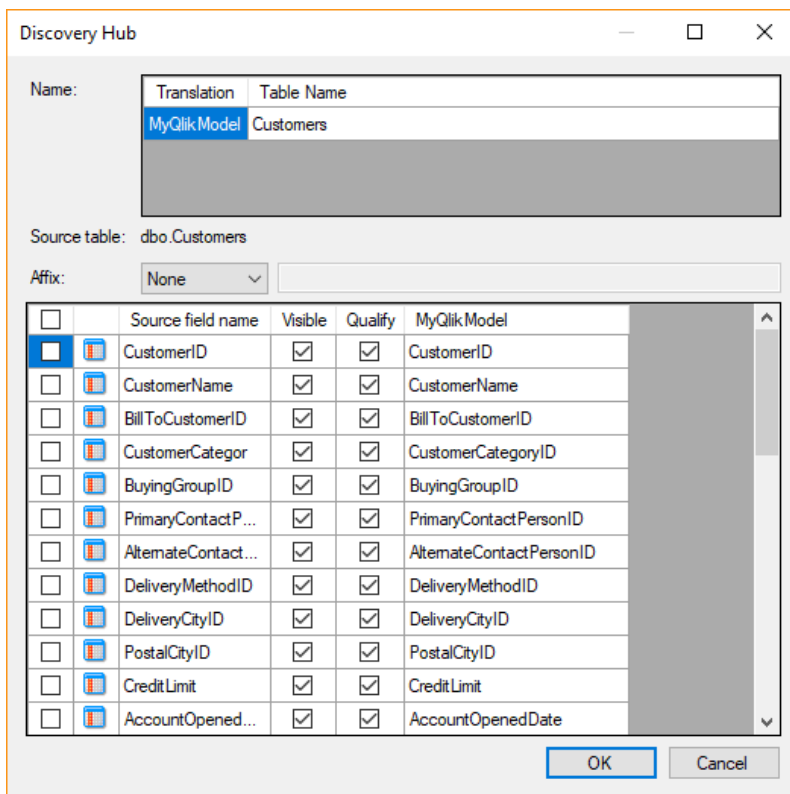 Discovery Hub
Name:
Translation Table Name
MyQlikModel Customers
Source table: dbo.Customers
Affix: None
Source field name Visible Qualify MyQlikModel
CustomerID CustomerID
CustomerName CustomerName
BillToCustomerID BillToCustomerID
CustomerCategor CustomerCategoryID
BuyingGroupID BuyingGroupID
PrimaryContactP... PrimaryContactPersonID
AlternateContact... AlternateContactPersonID
DeliveryMethodID DeliveryMethodID
DeliveryCityID DeliveryCityID
PostalCityID PostalCityID
CreditLimit CreditLimit
AccountOpened... AccountOpenedDate
OK Cancel